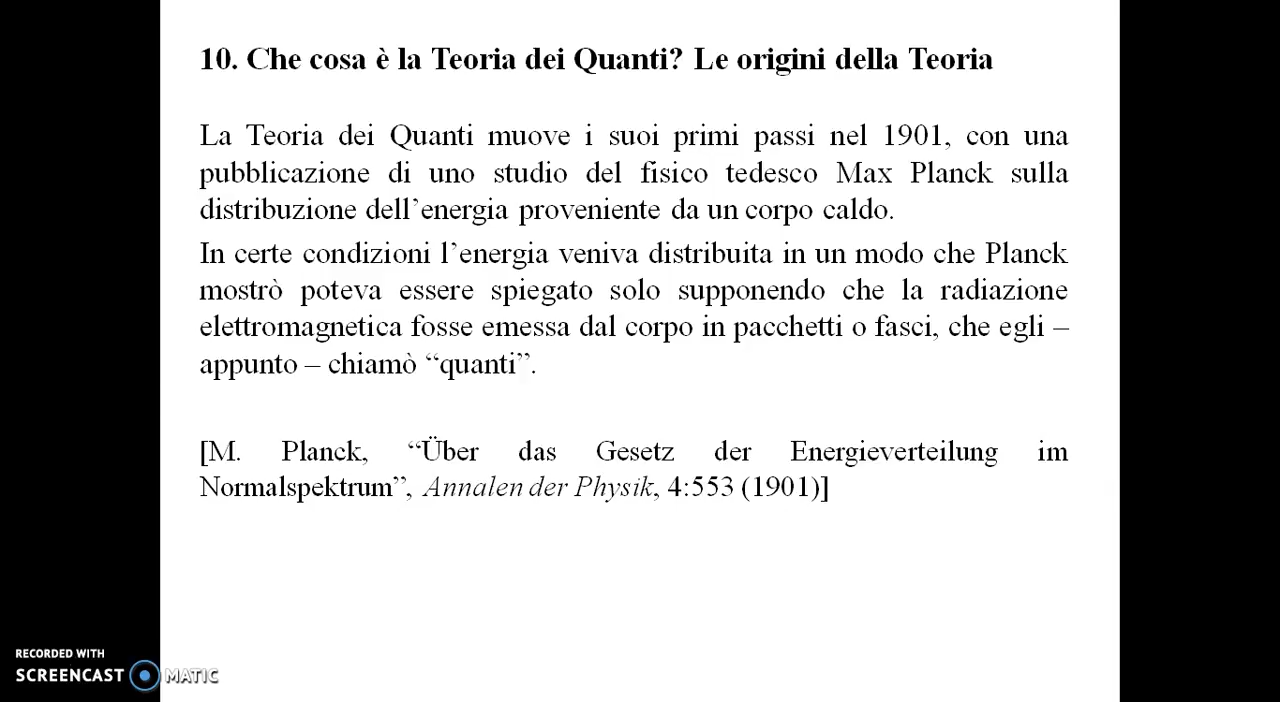 10. Che cosa è la Teoria dei Quanti? Le origini della Teoria
La Teoria dei Quanti muove i suoi primi passi nel 1901, con una
pubblicazione di uno studio del fisico tedesco Max Planck sulla
distribuzione dell’energia proveniente da un corpo caldo.
In certe condizioni l’energia veniva distribuita in un modo che Planck
mostrò poteva essere spiegato solo supponendo che la radiazione
elettromagnetica fosse emessa dal corpo in pacchetti o fasci, che egli –
appunto – chiamò “quanti”.
[M. Planck, “Über das Gesetz der Energieverteilung im
Normalspektrum”, Annalen der Physik, 4:553 (1901)]
RECORDED WITH
SCREENCAST MATIC